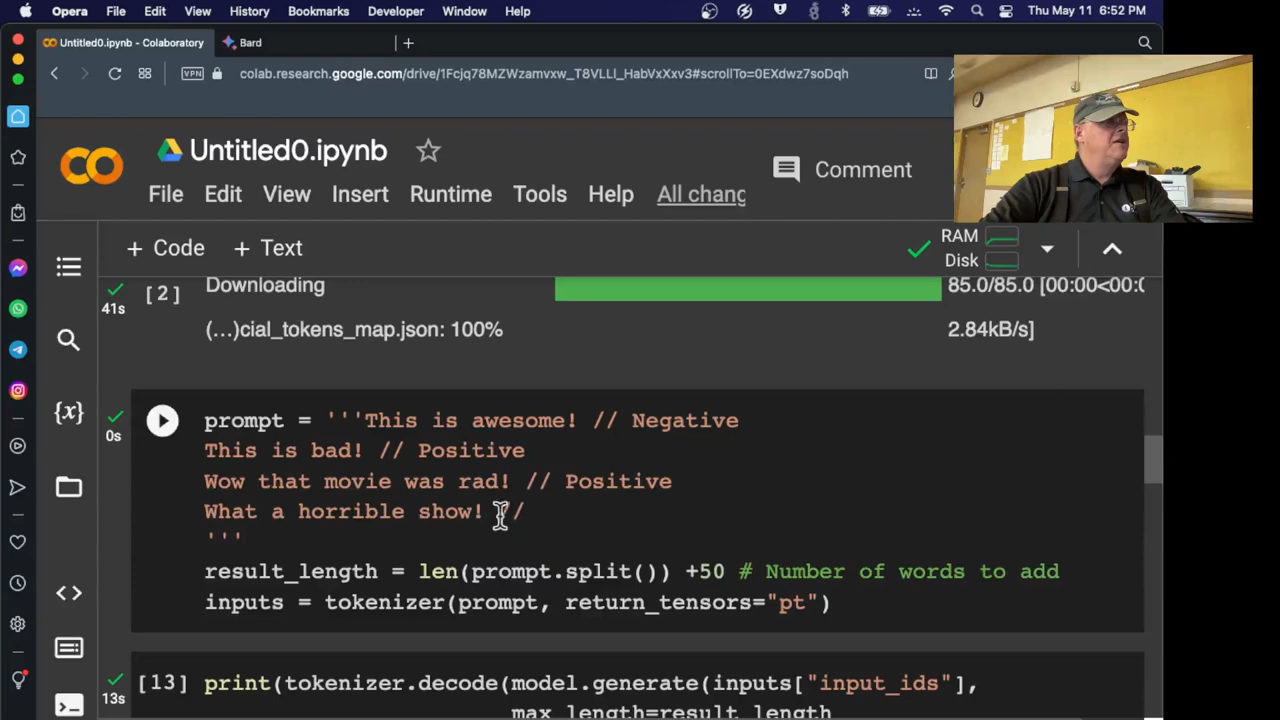 Opera File Edit View History Bookmarks Developer Window Help Thu May 11 6:52 PM
Untitled0.ipynb - Colaboratory Bard
VPN colab.research.google.com/drive/1Fcjq78MZWzamvxw_T8VLLl_HabVxXxv3#scrollTo=0EXdwz7soDqh
CO Untitled0.ipynb
File Edit View Insert Runtime Tools Help All chang
Comment
+ Code + Text
RAM
Disk
41s [2] Downloading 85.0/85.0 [00:00<00:0
(…)cial_tokens_map.json: 100% 2.84kB/s]
{x}
0s
prompt = '''This is awesome! // Negative
This is bad! // Positive
Wow that movie was rad! // Positive
What a horrible show! //
'''
result_length = len(prompt.split()) +50 # Number of words to add
inputs = tokenizer(prompt, return_tensors="pt")
13s [13] print(tokenizer.decode(model.generate(inputs["input_ids"],
max_length=result_length